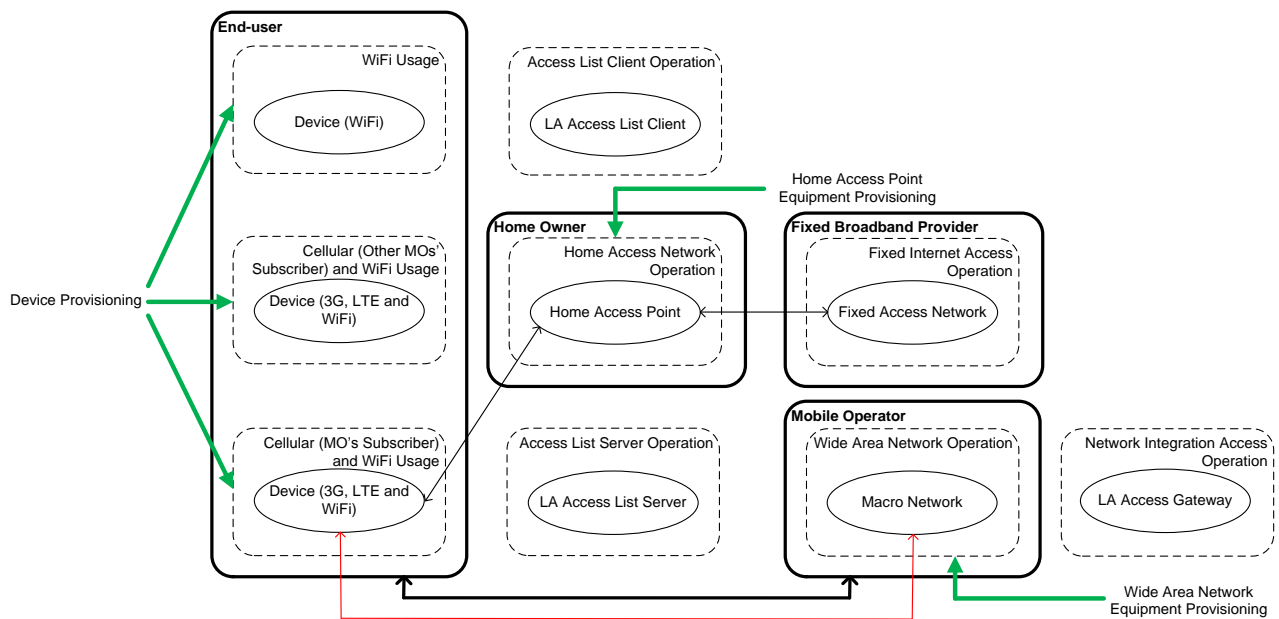 End-user
WiFi Usage
Device (WiFi)
Access List Client Operation
LA Access List Client
Home Access Point
Equipment Provisioning
Device Provisioning
Cellular (Other MOs'
Subscriber) and WiFi Usage
Device (3G, LTE and
WiFi)
Home Owner
Home Access Network
Operation
Home Access Point
Fixed Broadband Provider
Fixed Internet Access
Operation
Fixed Access Network
Cellular (MO's Subscriber)
and WiFi Usage
Device (3G, LTE and
WiFi)
Access List Server Operation
LA Access List Server
Mobile Operator
Wide Area Network Operation
Macro Network
Network Integration Access
Operation
LA Access Gateway
Wide Area Network
Equipment Provisioning